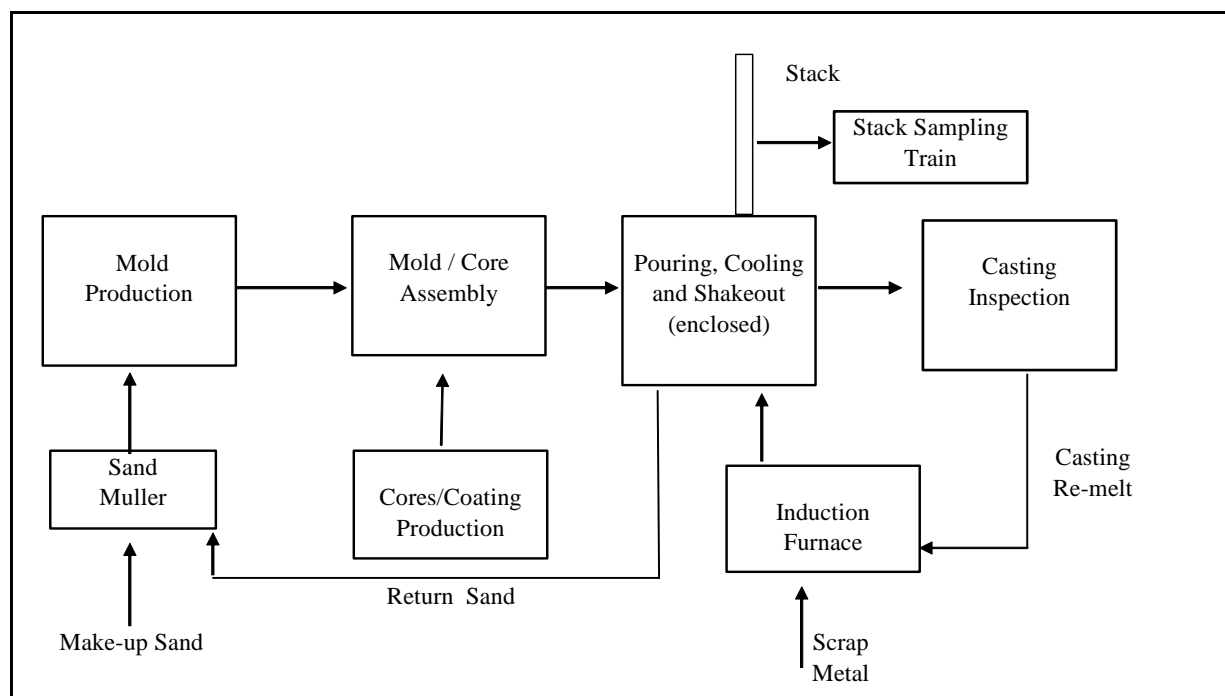 Stack
Stack Sampling
Train
Mold
Production
Mold / Core
Assembly
Pouring, Cooling
and Shakeout
(enclosed)
Casting
Inspection
Sand
Muller
Cores/Coating
Production
Induction
Furnace
Casting
Re-melt
Return Sand
Make-up Sand
Scrap
Metal